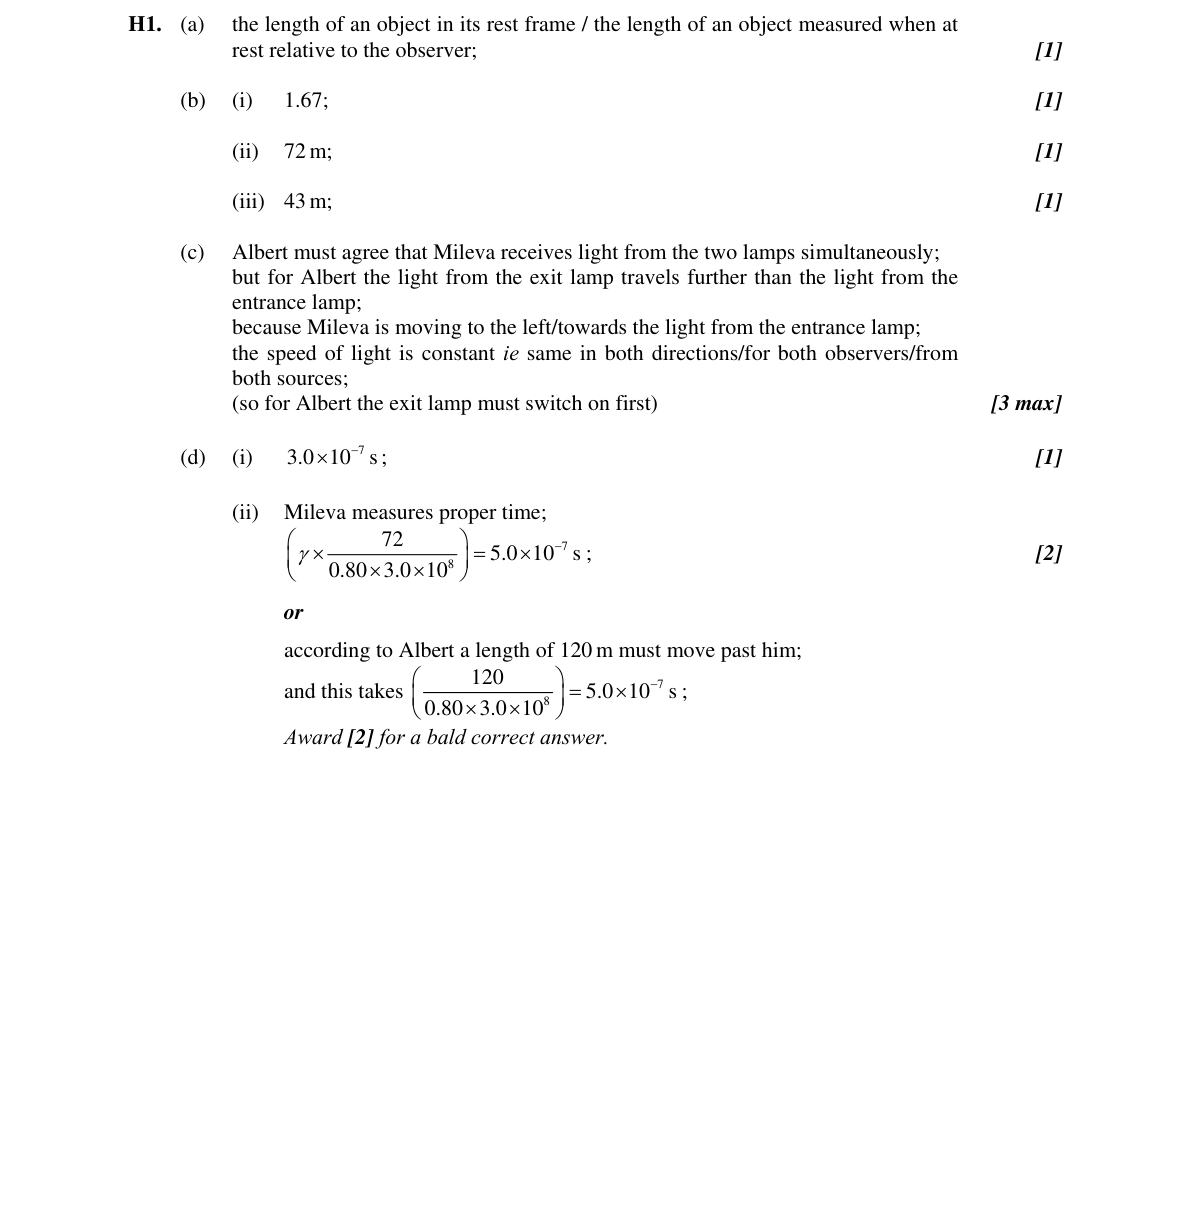 H1. (a) the length of an object in its rest frame / the length of an object measured when at
rest relative to the observer; [1]
(b) (i) 1.67; [1]
(ii) 72 m; [1]
(iii) 43 m; [1]
(c) Albert must agree that Mileva receives light from the two lamps simultaneously;
but for Albert the light from the exit lamp travels further than the light from the
entrance lamp;
because Mileva is moving to the left/towards the light from the entrance lamp;
the speed of light is constant ie same in both directions/for both observers/from
both sources;
(so for Albert the exit lamp must switch on first) [3 max]
(d) (i) 3.0×10⁻⁷ s ; [1]
(ii) Mileva measures proper time;
(γ × 72 / 0.80×3.0×10⁸) = 5.0×10⁻⁷ s ; [2]
or
according to Albert a length of 120 m must move past him;
and this takes (120 / 0.80×3.0×10⁸) = 5.0×10⁻⁷ s ;
Award [2] for a bald correct answer.